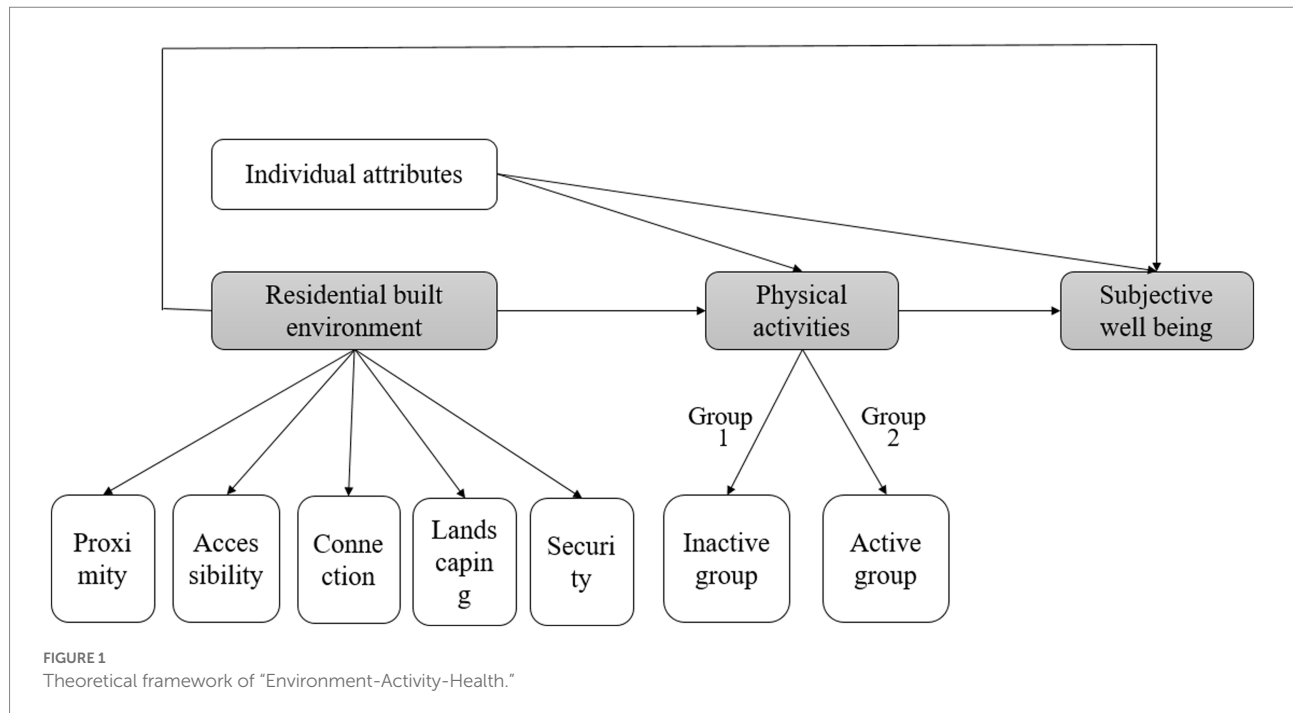 Individual attributes
Residential built
environment
Physical
activities
Subjective
well being
Group
1
Group
2
Proxi
mity
Acces
sibility
Conne
ction
Lands
capin
g
Securi
ty
Inactive
group
Active
group
FIGURE 1
Theoretical framework of “Environment-Activity-Health.”